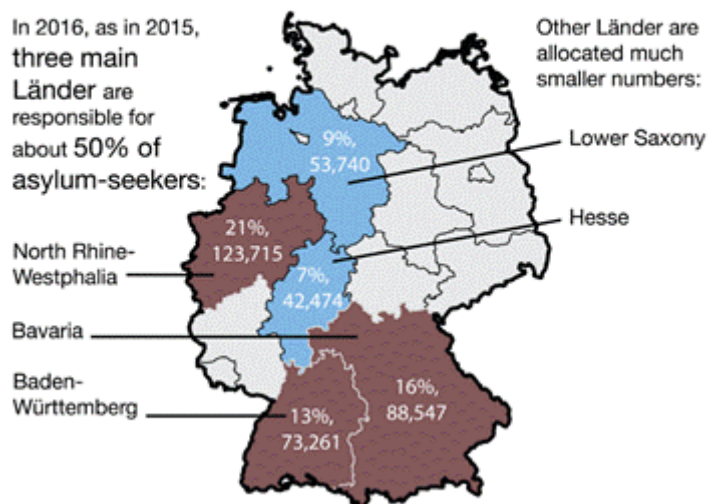 In 2016, as in 2015,
three main
Länder are
responsible for
about 50% of
asylum-seekers:
Other Länder are
allocated much
smaller numbers:
9%,
53,740
Lower Saxony
21%,
123,715
Hesse
North Rhine-
Westphalia
7%,
42,474
Bavaria
Baden-
Württemberg
16%,
88,547
13%,
73,261